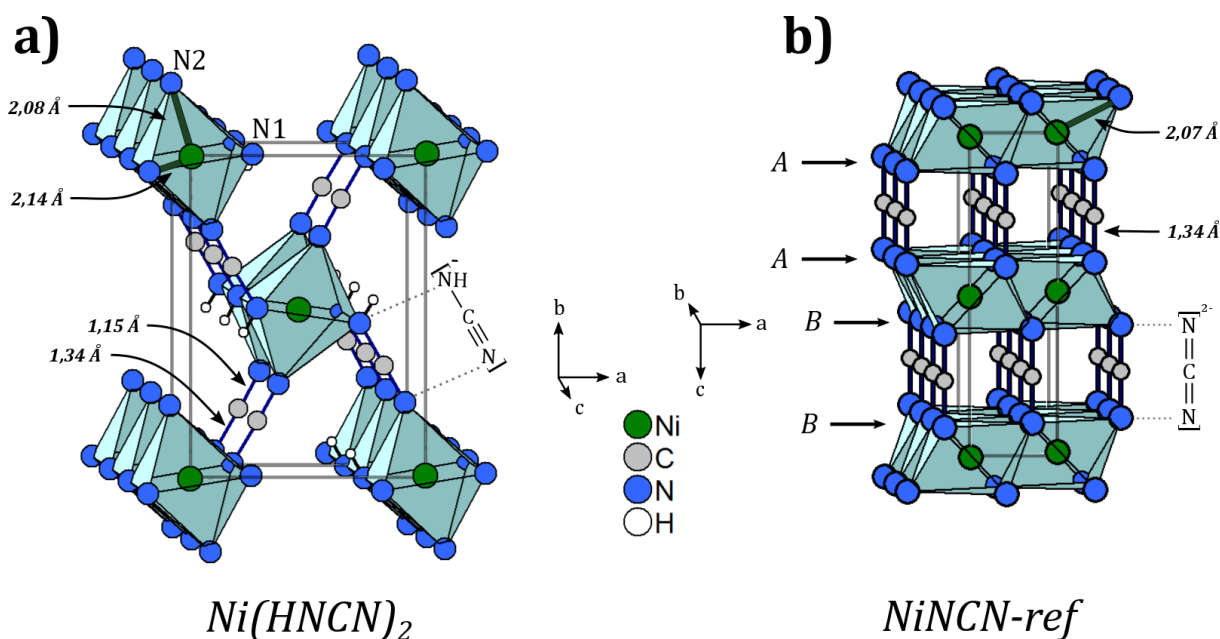 a)
N2
2,08 Å
N1
2,14 Å
1,15 Å
1,34 Å
NH
-
C
N
b
a
c
Ni(HNCN)2
b
a
c
Ni
C
N
H
b)
2,07 Å
A
1,34 Å
A
B
N
2-
C
N
B
NiNCN-ref